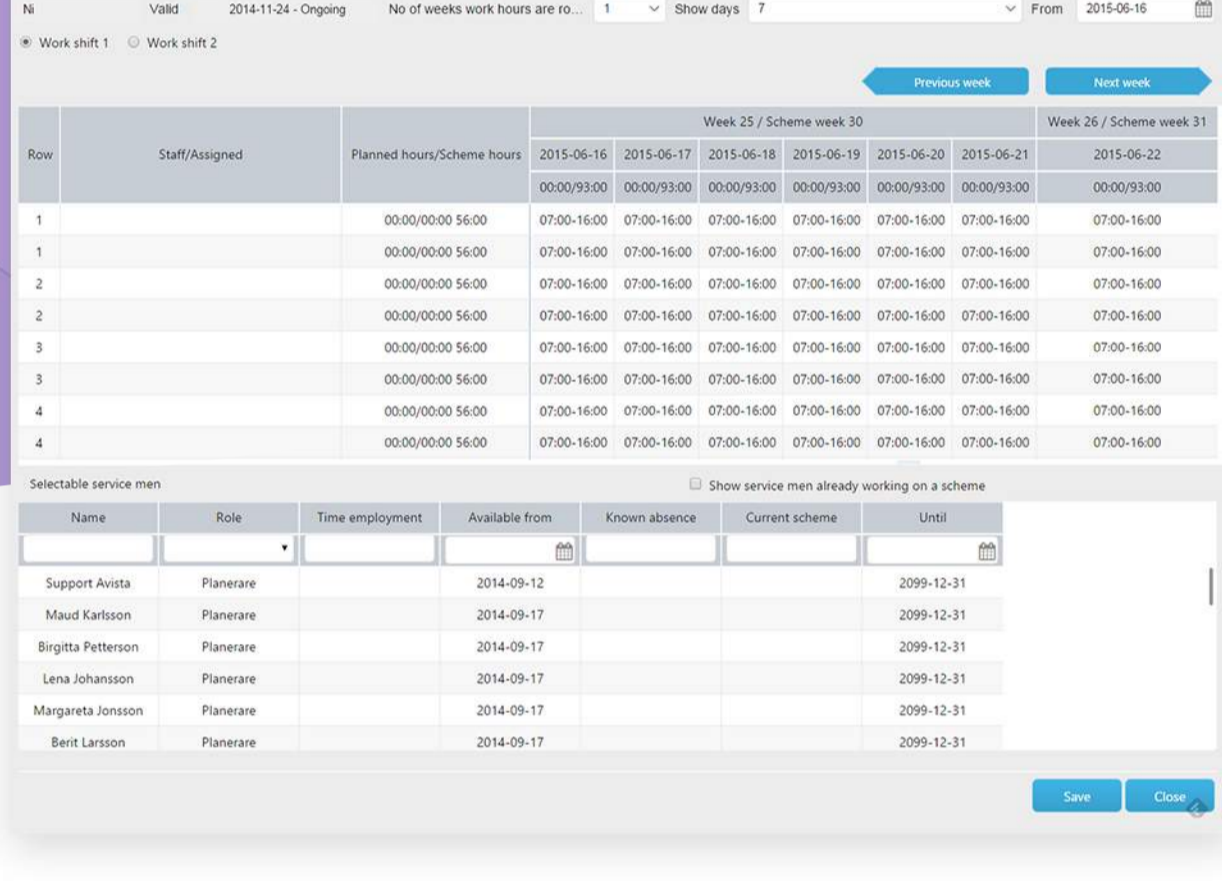 Ni Valid 2014-11-24 - Ongoing No of weeks work hours are ro... 1 Show days 7 From 2015-06-16
Work shift 1 Work shift 2
Previous week Next week
Week 25 / Scheme week 30 Week 26 / Scheme week 31
Row Staff/Assigned Planned hours/Scheme hours 2015-06-16 2015-06-17 2015-06-18 2015-06-19 2015-06-20 2015-06-21 2015-06-22
00:00/93:00 00:00/93:00 00:00/93:00 00:00/93:00 00:00/93:00 00:00/93:00 00:00/93:00
1 00:00/00:00 56:00 07:00-16:00 07:00-16:00 07:00-16:00 07:00-16:00 07:00-16:00 07:00-16:00 07:00-16:00
1 00:00/00:00 56:00 07:00-16:00 07:00-16:00 07:00-16:00 07:00-16:00 07:00-16:00 07:00-16:00 07:00-16:00
2 00:00/00:00 56:00 07:00-16:00 07:00-16:00 07:00-16:00 07:00-16:00 07:00-16:00 07:00-16:00 07:00-16:00
2 00:00/00:00 56:00 07:00-16:00 07:00-16:00 07:00-16:00 07:00-16:00 07:00-16:00 07:00-16:00 07:00-16:00
3 00:00/00:00 56:00 07:00-16:00 07:00-16:00 07:00-16:00 07:00-16:00 07:00-16:00 07:00-16:00 07:00-16:00
3 00:00/00:00 56:00 07:00-16:00 07:00-16:00 07:00-16:00 07:00-16:00 07:00-16:00 07:00-16:00 07:00-16:00
4 00:00/00:00 56:00 07:00-16:00 07:00-16:00 07:00-16:00 07:00-16:00 07:00-16:00 07:00-16:00 07:00-16:00
4 00:00/00:00 56:00 07:00-16:00 07:00-16:00 07:00-16:00 07:00-16:00 07:00-16:00 07:00-16:00 07:00-16:00
Selectable service men Show service men already working on a scheme
Name Role Time employment Available from Known absence Current scheme Until
Support Avista Planerare 2014-09-12 2099-12-31
Maud Karlsson Planerare 2014-09-17 2099-12-31
Birgitta Petterson Planerare 2014-09-17 2099-12-31
Lena Johansson Planerare 2014-09-17 2099-12-31
Margareta Jonsson Planerare 2014-09-17 2099-12-31
Berit Larsson Planerare 2014-09-17 2099-12-31
Save Close